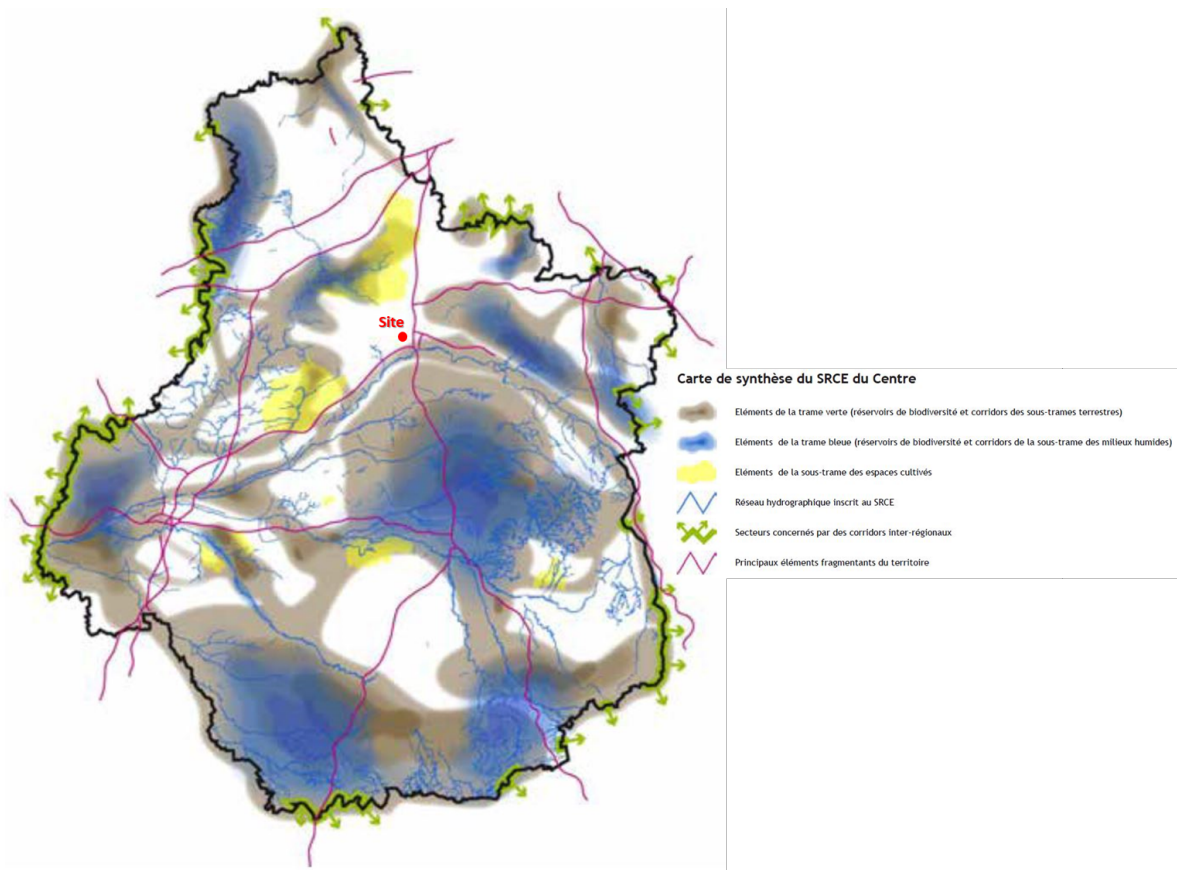 Site
Carte de synthèse du SRCE du Centre
Eléments de la trame verte (réservoirs de biodiversité et corridors des sous-trames terrestres)
Eléments de la trame bleue (réservoirs de biodiversité et corridors de la sous-trame des milieux humides)
Eléments de la sous-trame des espaces cultivés
Réseau hydrographique inscrit au SRCE
Secteurs concernés par des corridors inter-régionaux
Principaux éléments fragmentants du territoire